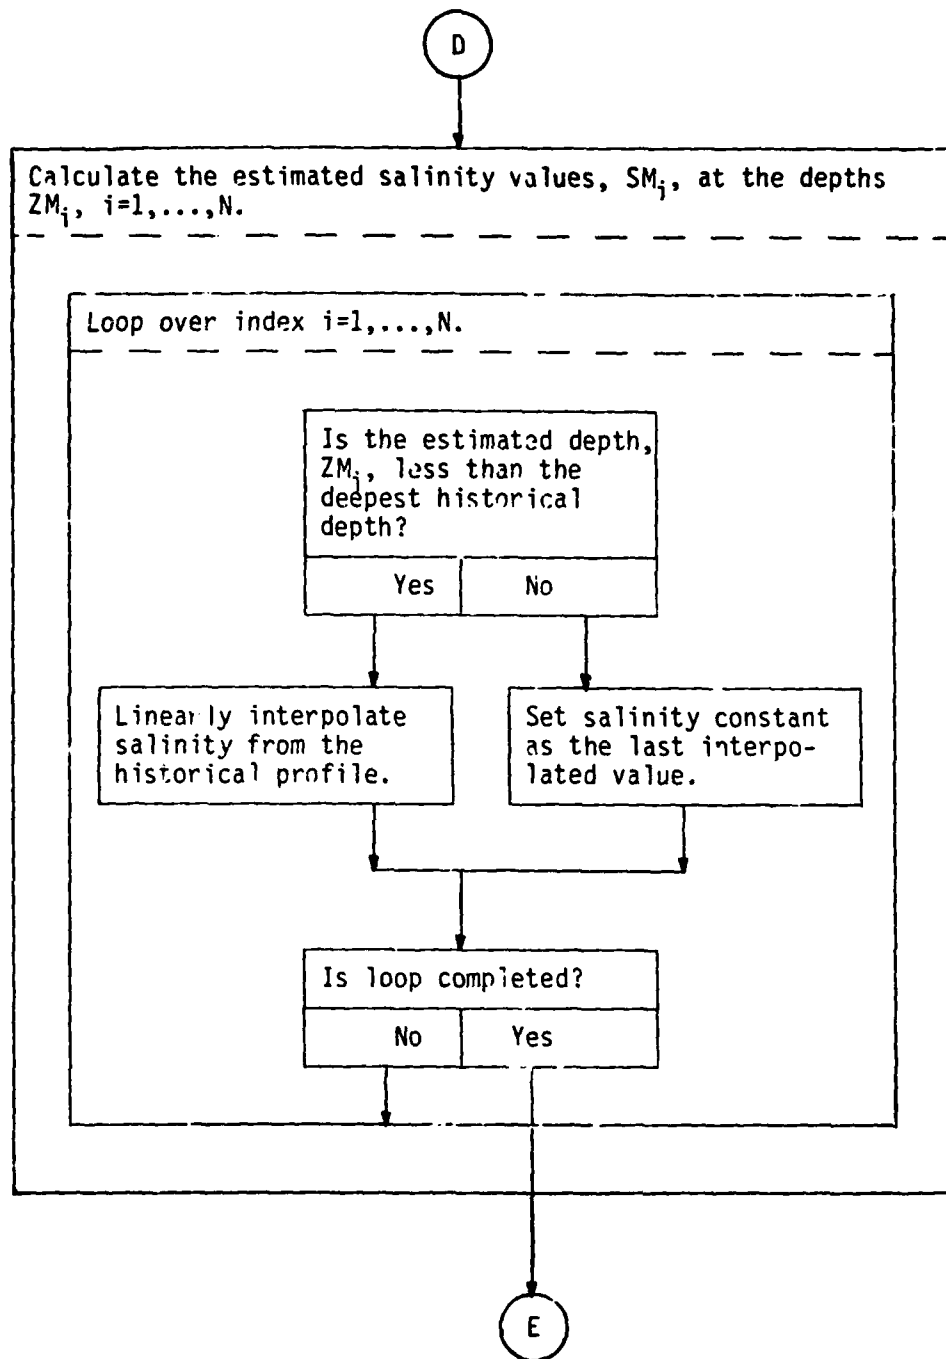 D
Calculate the estimated salinity values, SMi, at the depths
ZMi, i=1,...,N.
Loop over index i=1,...,N.
Is the estimated depth,
ZMi, less than the
deepest historical
depth?
Yes No
Linearly interpolate
salinity from the
historical profile.
Set salinity constant
as the last interpo-
lated value.
Is loop completed?
No Yes
E